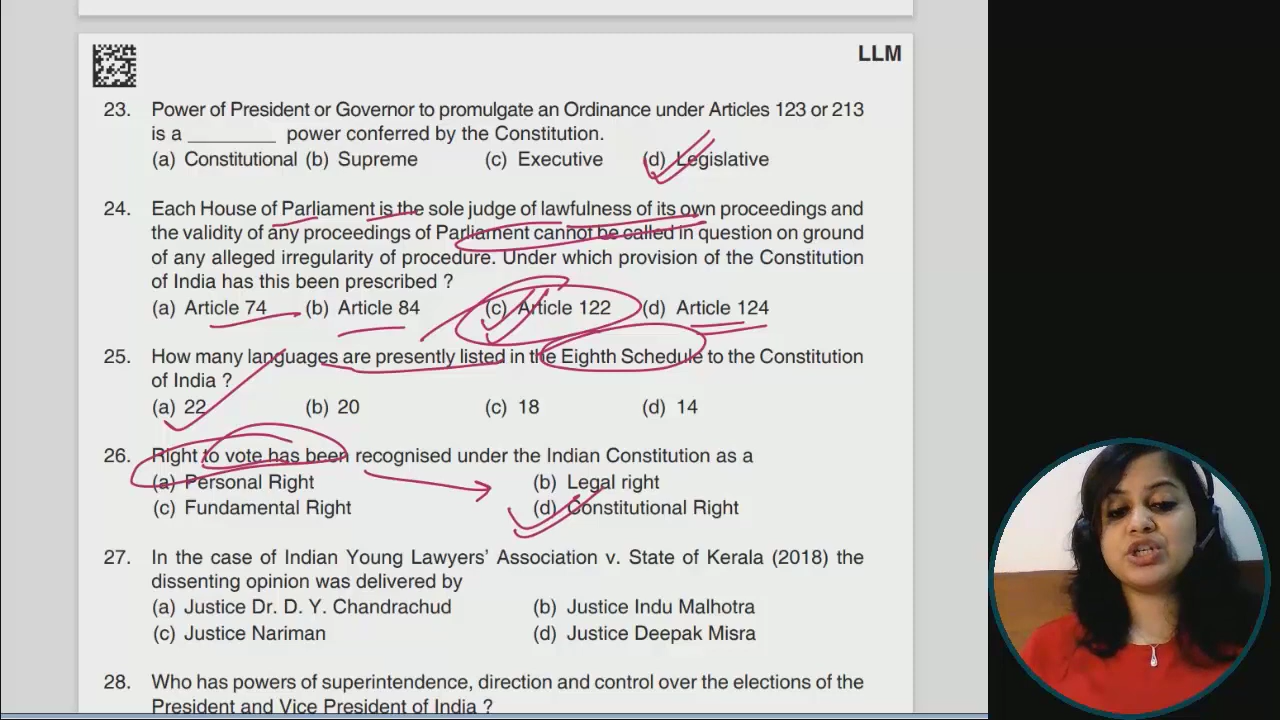 LLM
23. Power of President or Governor to promulgate an Ordinance under Articles 123 or 213
is a ________ power conferred by the Constitution.
(a) Constitutional (b) Supreme (c) Executive (d) Legislative
24. Each House of Parliament is the sole judge of lawfulness of its own proceedings and
the validity of any proceedings of Parliament cannot be called in question on ground
of any alleged irregularity of procedure. Under which provision of the Constitution
of India has this been prescribed ?
(a) Article 74 (b) Article 84 (c) Article 122 (d) Article 124
25. How many languages are presently listed in the Eighth Schedule to the Constitution
of India ?
(a) 22 (b) 20 (c) 18 (d) 14
26. Right to vote has been recognised under the Indian Constitution as a
(a) Personal Right (b) Legal right
(c) Fundamental Right (d) Constitutional Right
27. In the case of Indian Young Lawyers’ Association v. State of Kerala (2018) the
dissenting opinion was delivered by
(a) Justice Dr. D. Y. Chandrachud (b) Justice Indu Malhotra
(c) Justice Nariman (d) Justice Deepak Misra
28. Who has powers of superintendence, direction and control over the elections of the
President and Vice President of India ?